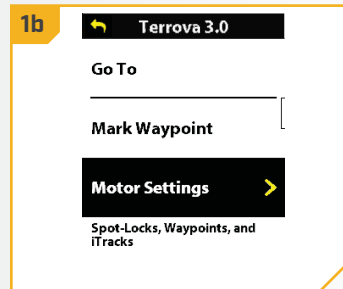 1b
Terrova 3.0
Go To
Mark Waypoint
Motor Settings
Spot-Locks, Waypoints, and
iTracks